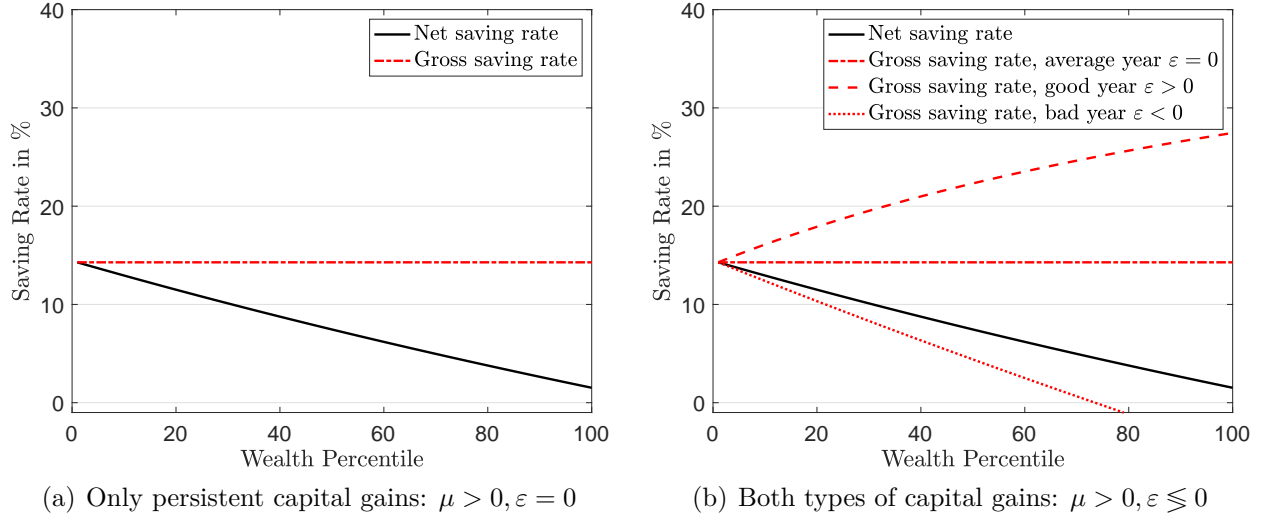 40
30
20
10
0
Saving Rate in %
Net saving rate
Gross saving rate
0 20 40 60 80 100
Wealth Percentile
(a) Only persistent capital gains: μ > 0, ε = 0
40
30
20
10
0
Saving Rate in %
Net saving rate
Gross saving rate, average year ε = 0
Gross saving rate, good year ε > 0
Gross saving rate, bad year ε < 0
0 20 40 60 80 100
Wealth Percentile
(b) Both types of capital gains: μ > 0, ε ≶ 0